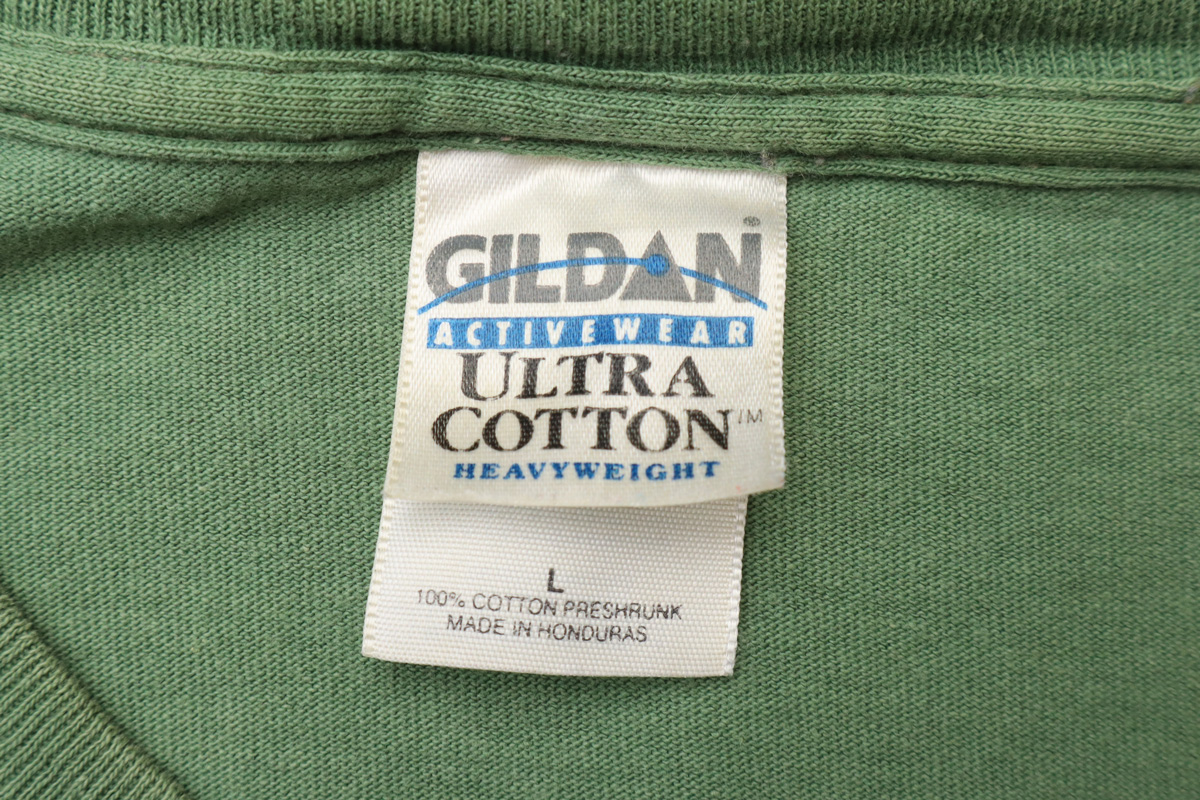 GILDAN®
ACTIVEWEAR
ULTRA
COTTON™
HEAVYWEIGHT
L
100% COTTON PRESHRUNK
MADE IN HONDURAS